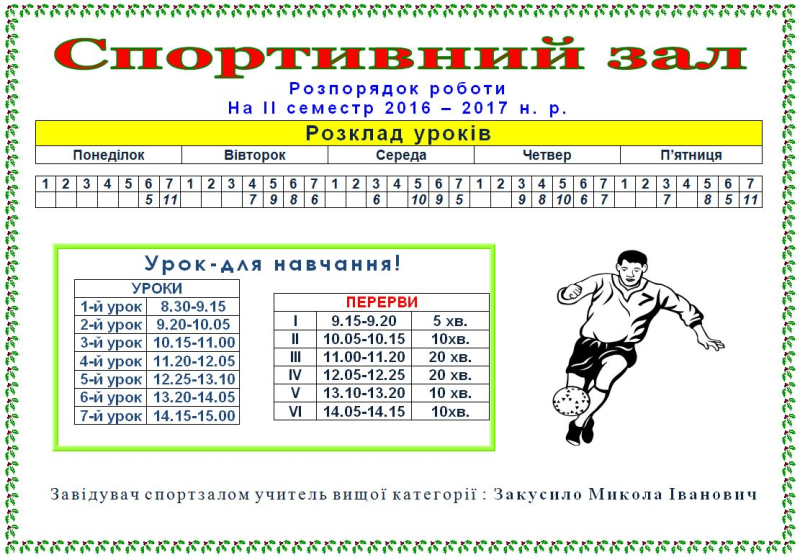 Спортивний зал
Розпорядок роботи
На ІІ семестр 2016 – 2017 н. р.
Розклад уроків
Понеділок Вівторок Середа Четвер П’ятниця
1 2 3 4 5 6 7 1 2 3 4 5 6 7 1 2 3 4 5 6 7 1 2 3 4 5 6 7 1 2 3 4 5 6 7
5 11 7 9 8 6 6 10 9 5 9 8 10 6 7 7 8 5 11
Урок-для навчання!
УРОКИ
1-й урок 8.30-9.15
2-й урок 9.20-10.05
3-й урок 10.15-11.00
4-й урок 11.20-12.05
5-й урок 12.25-13.10
6-й урок 13.20-14.05
7-й урок 14.15-15.00
ПЕРЕРВИ
І 9.15-9.20 5 хв.
ІІ 10.05-10.15 10хв.
ІІІ 11.00-11.20 20 хв.
IV 12.05-12.25 20 хв.
V 13.10-13.20 10 хв.
VI 14.05-14.15 10хв.
7
Завідувач спортзалом учитель вищої категорії : Закусило Микола Іванович